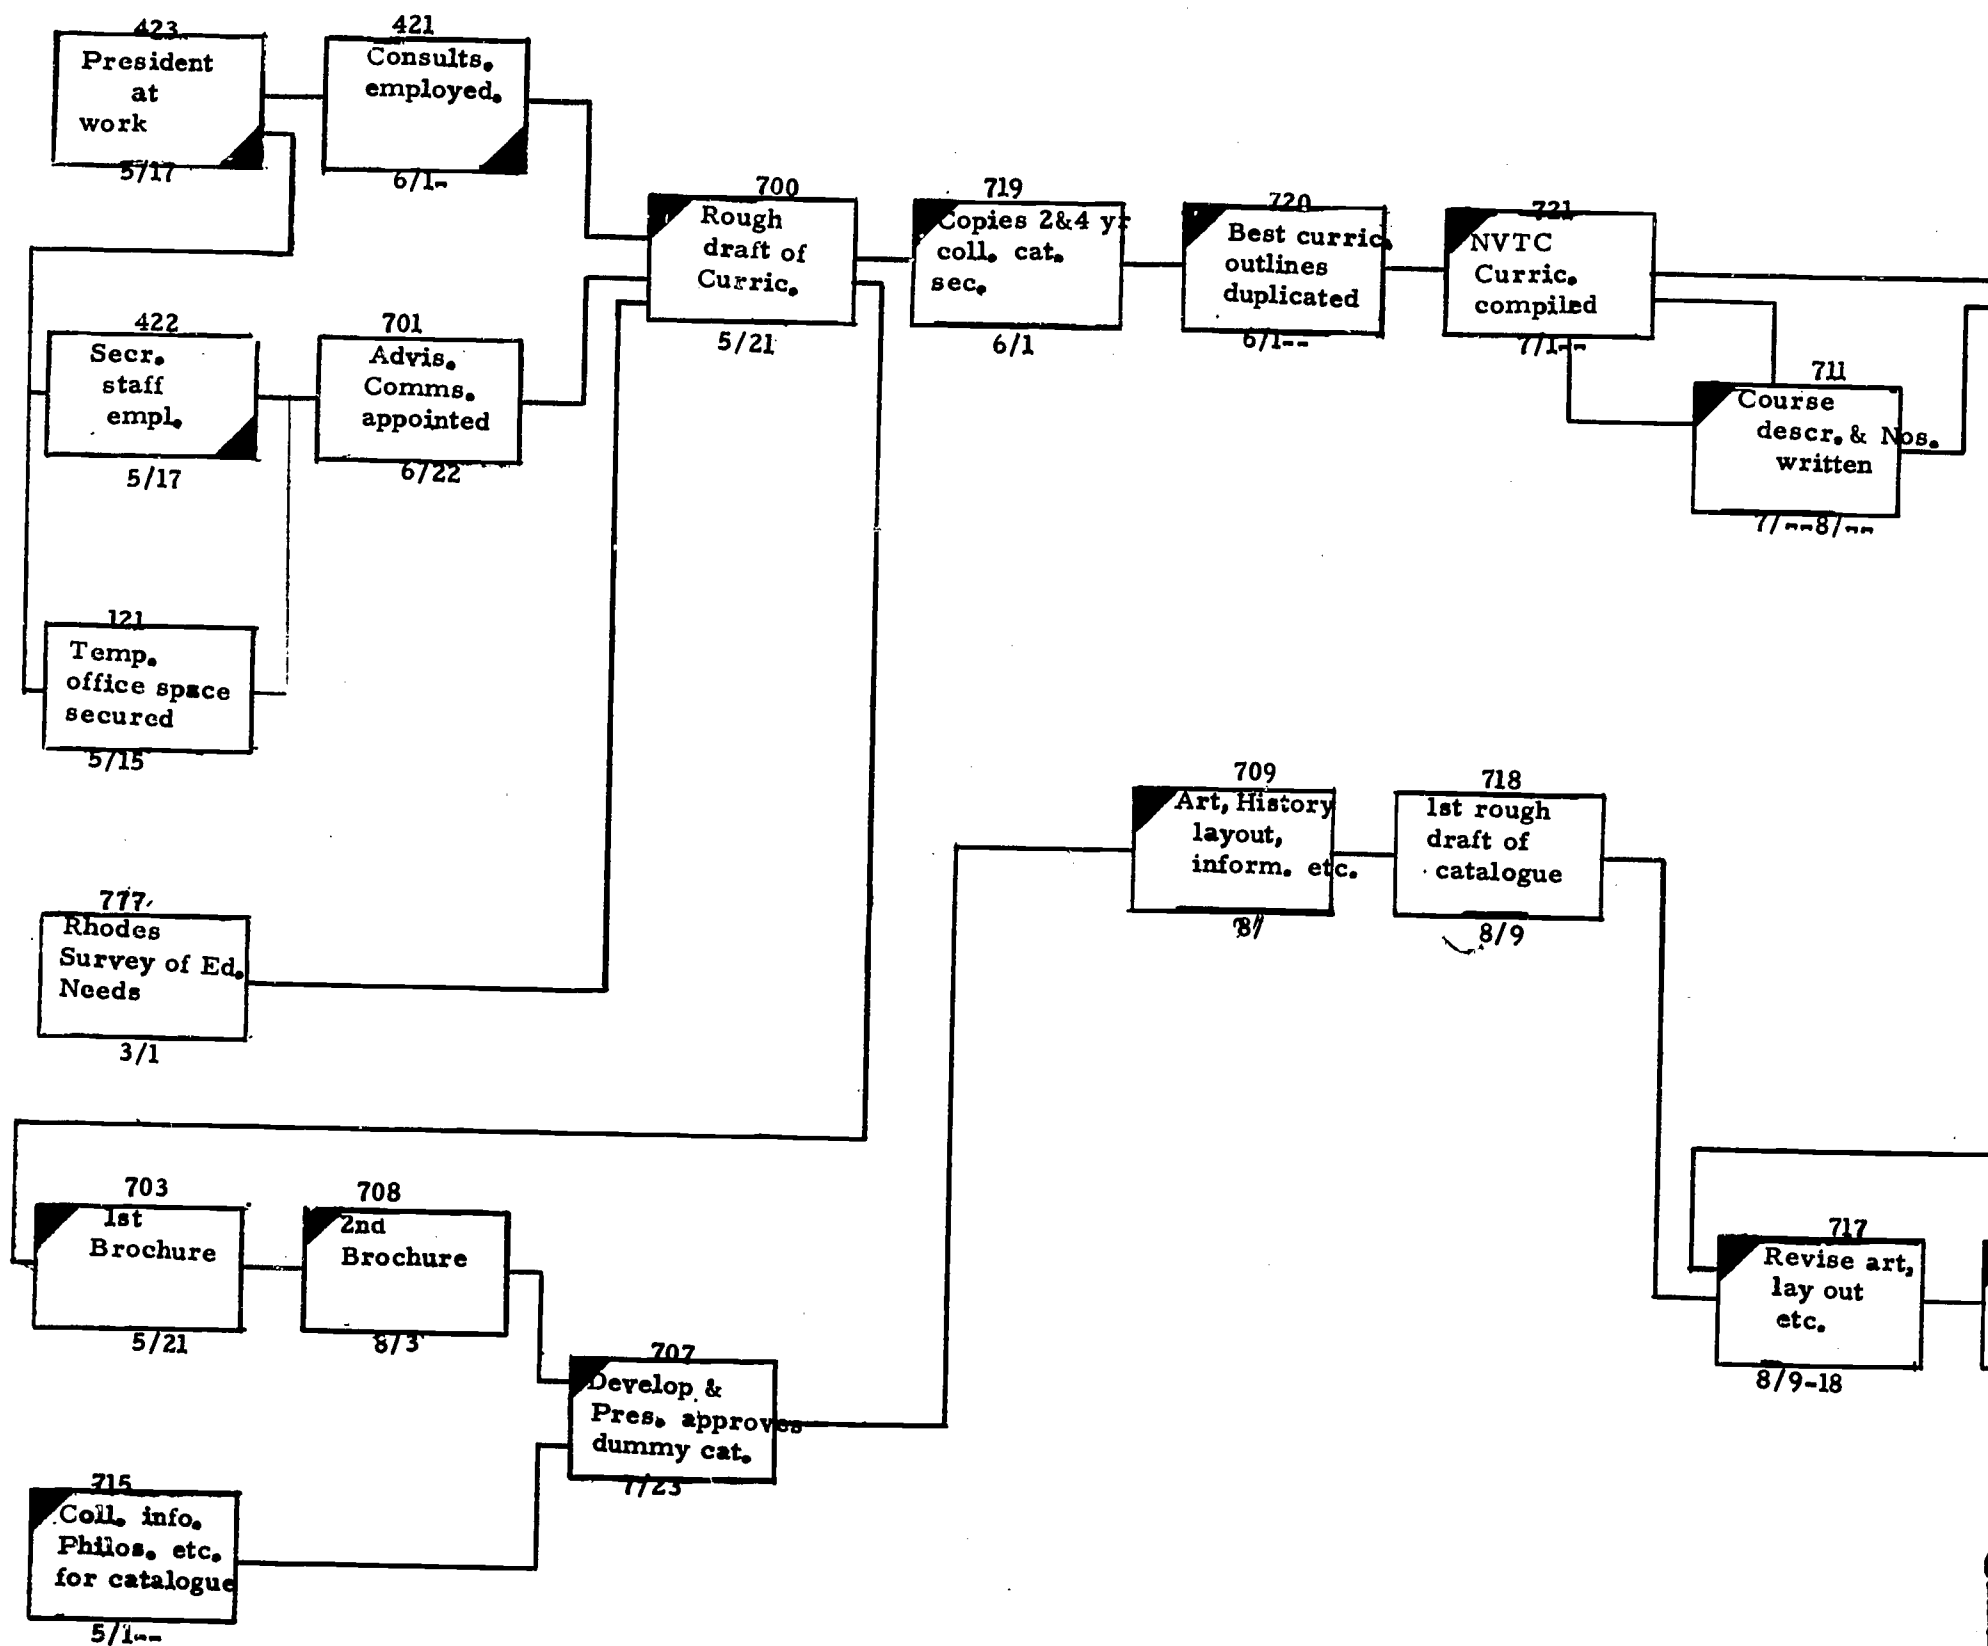 423
President
at
work
5/17
421
Consults.
employed.
6/1-
422
Secr.
staff
empl.
5/17
701
Advis.
Comms.
appointed
6/22
121
Temp.
office space
secured
5/15
777
Rhodes
Survey of Ed.
Needs
3/1
700
Rough
draft of
Curric.
5/21
719
Copies 2&4 yr
coll. cat.
sec.
6/1
720
Best curric.
outlines
duplicated
6/1--
721
NVTC
Curric.
compiled
7/1--
711
Course
descr. & Nos.
written
7/--8/--
709
Art, History
layout,
inform. etc.
8/
718
1st rough
draft of
catalogue
8/9
703
1st
Brochure
5/21
708
2nd
Brochure
8/3
707
Develop &
Pres. approves
dummy cat.
7/23
715
Coll. info.
Philos. etc.
for catalogue
5/1--
717
Revise art,
lay out
etc.
8/9-18